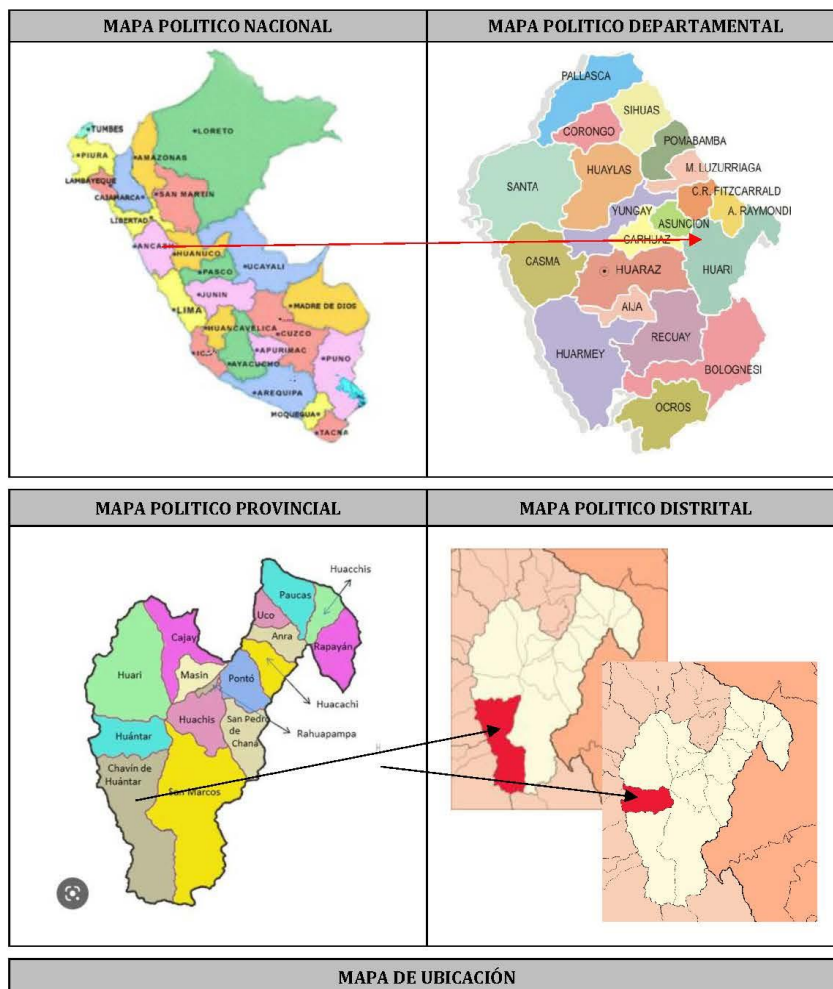 MAPA POLITICO NACIONAL
TUMBES
LORETO
PIURA
AMAZONAS
LAMBAYEQUE
CAJAMARCA
SAN MARTIN
LIBERTAD
ANCASH
HUANUCO
UCAYALI
PASCO
JUNIN
LIMA
MADRE DE DIOS
HUANCAVELICA
CUZCO
ICA
APURIMAC
PUNO
AYACUCHO
AREQUIPA
MOQUEGUA
TACNA
MAPA POLITICO DEPARTAMENTAL
PALLASCA
SIHUAS
CORONGO
POMABAMBA
HUAYLAS
M. LUZURRIAGA
SANTA
C.R. FITZCARRALD
YUNGAY
A. RAYMONDI
ASUNCION
CARHUAZ
CASMA
HUARAZ
HUARI
AIJA
RECUAY
HUARMEY
BOLOGNESI
OCROS
MAPA POLITICO PROVINCIAL
Huacchis
Paucas
Uco
Cajay
Anra
Rapayán
Huari
Masin
Pontó
Huacachi
Huachis
San Pedro
de
Chaná
Rahuapampa
Huántar
Chavín de
Huántar
San Marcos
MAPA POLITICO DISTRITAL
MAPA DE UBICACIÓN